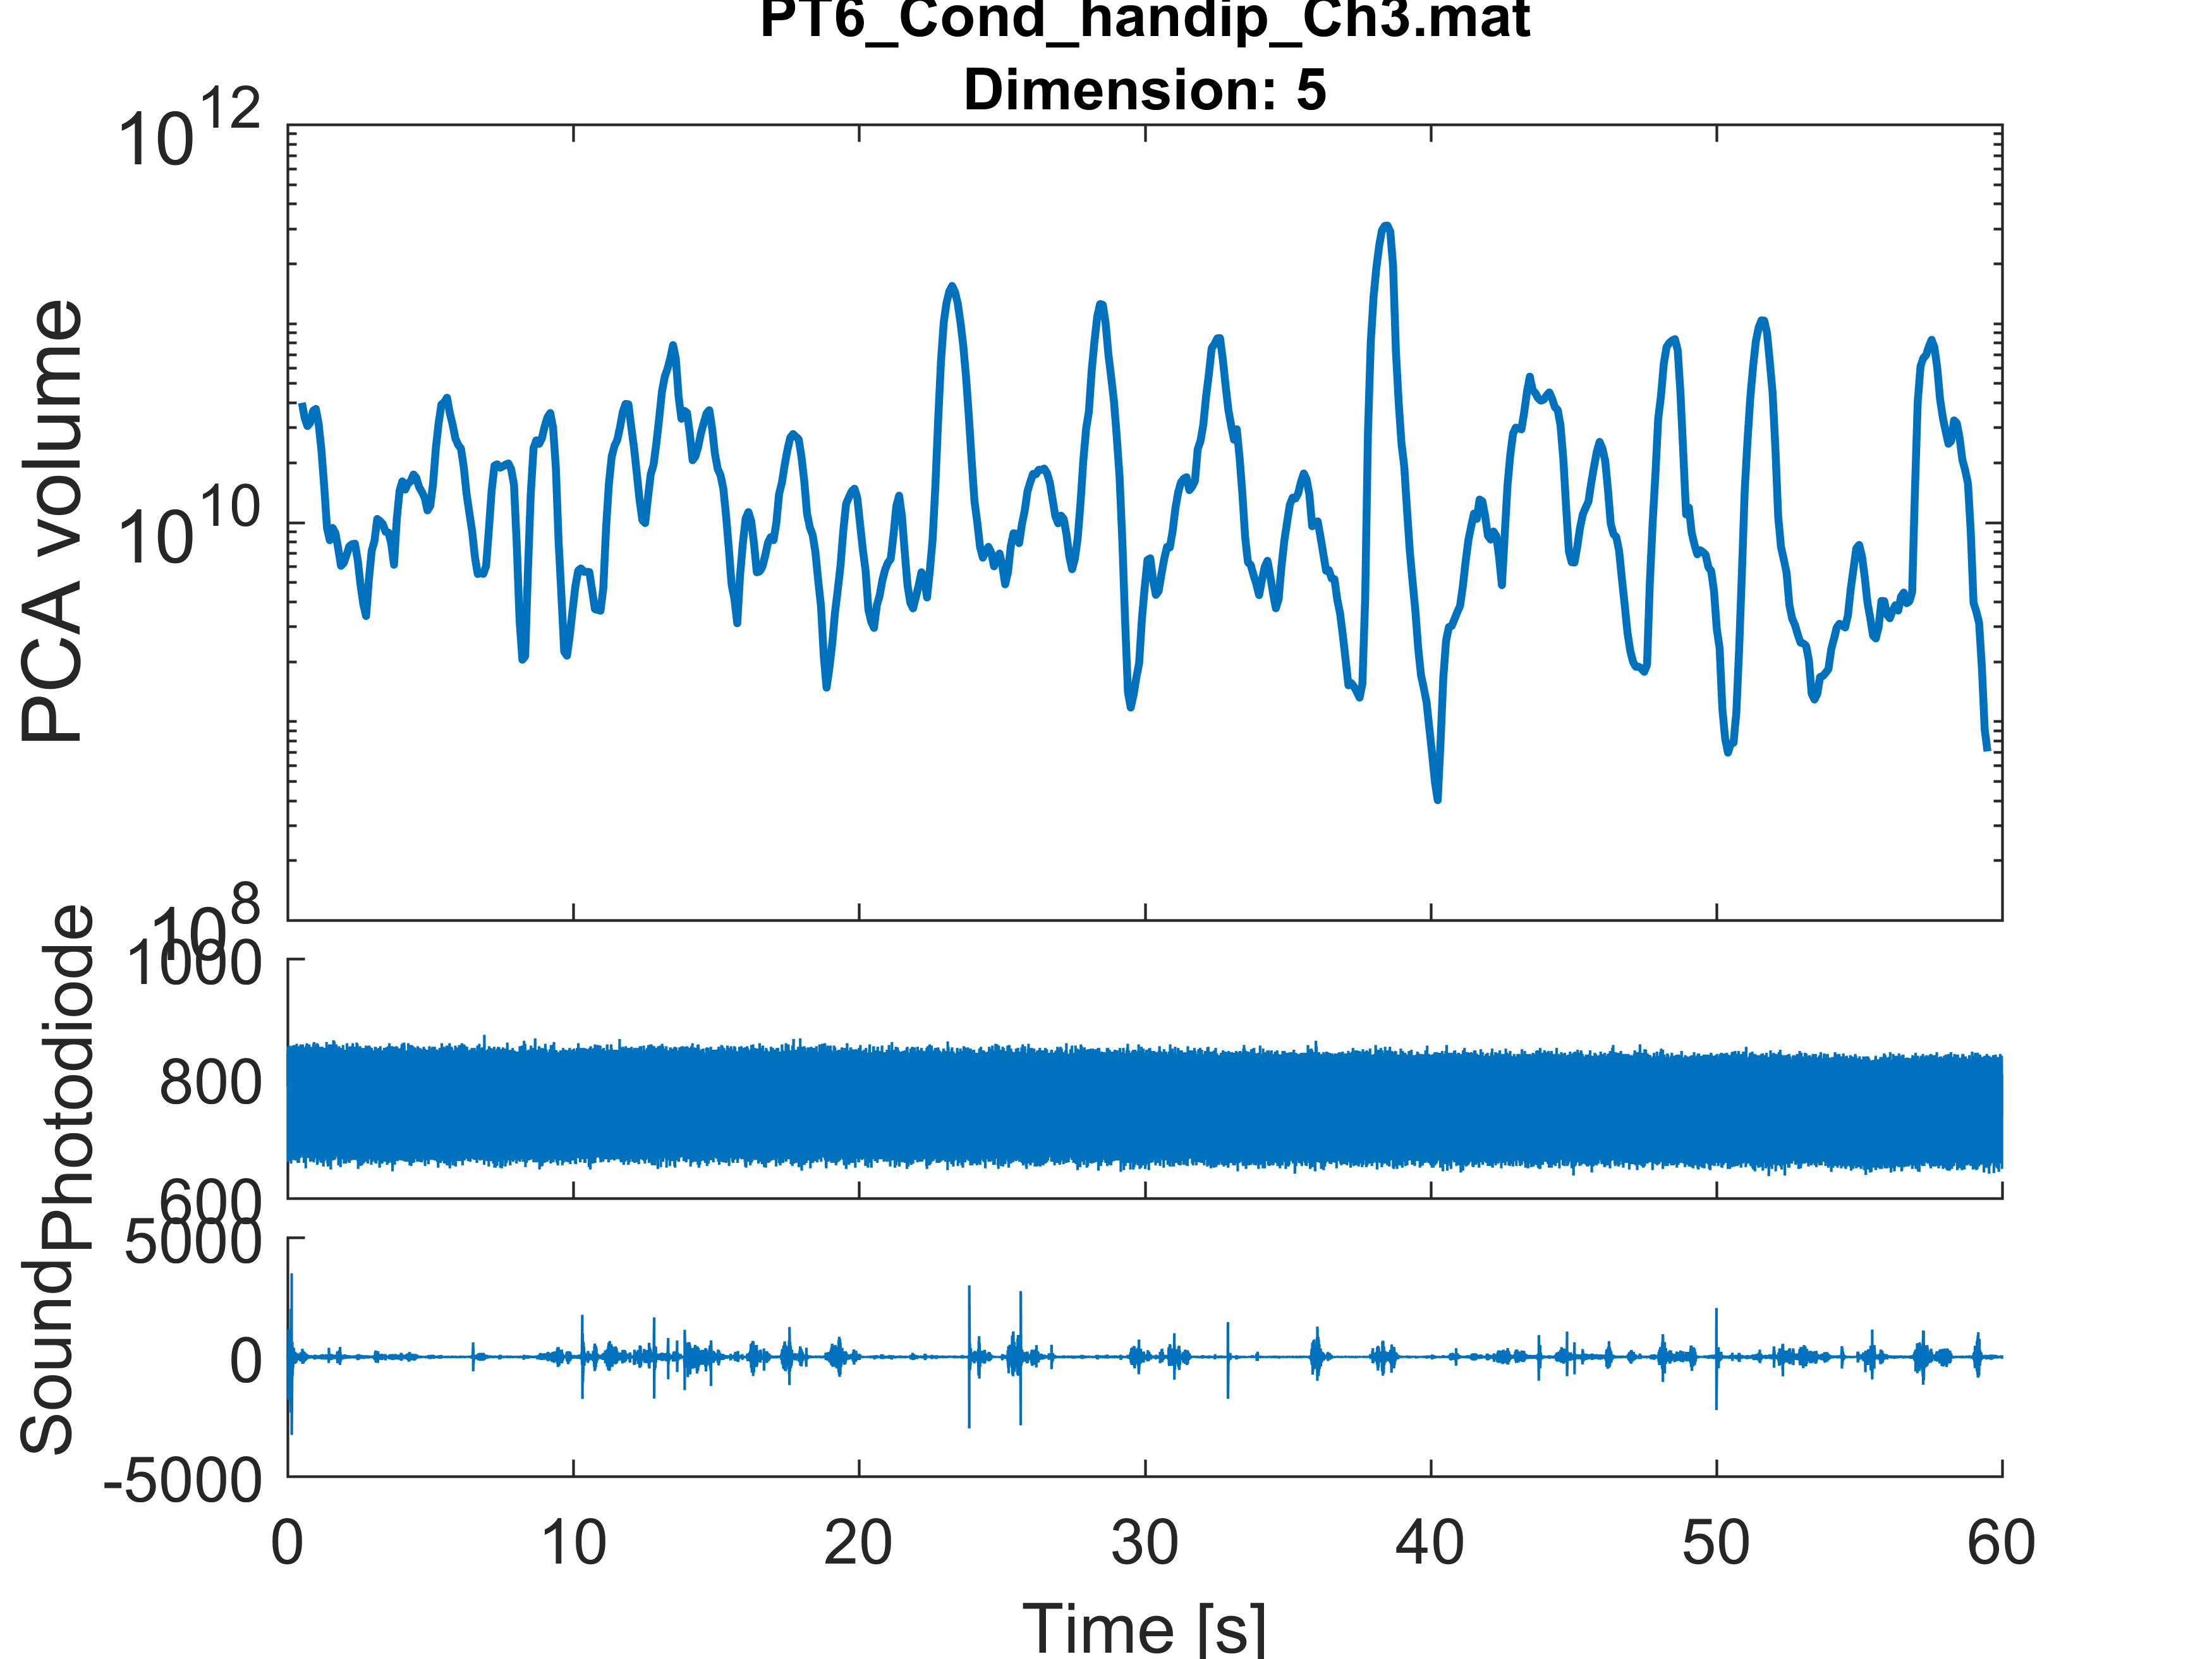 PT6_Cond_handip_Ch3.mat
Dimension: 5
10^12
10^10
10^8
PCA volume
1000
800
600
Photodiode
5000
0
-5000
Sound
0 10 20 30 40 50 60
Time [s]